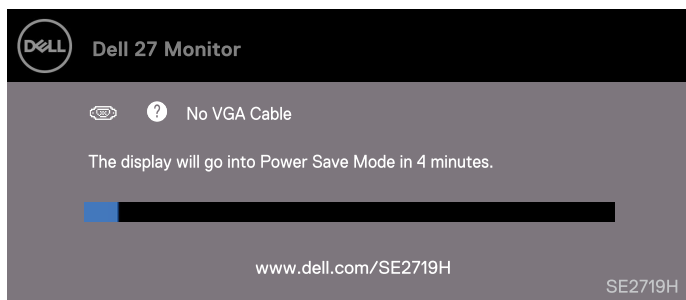 DELL
Dell 27 Monitor
? No VGA Cable
The display will go into Power Save Mode in 4 minutes.
www.dell.com/SE2719H
SE2719H